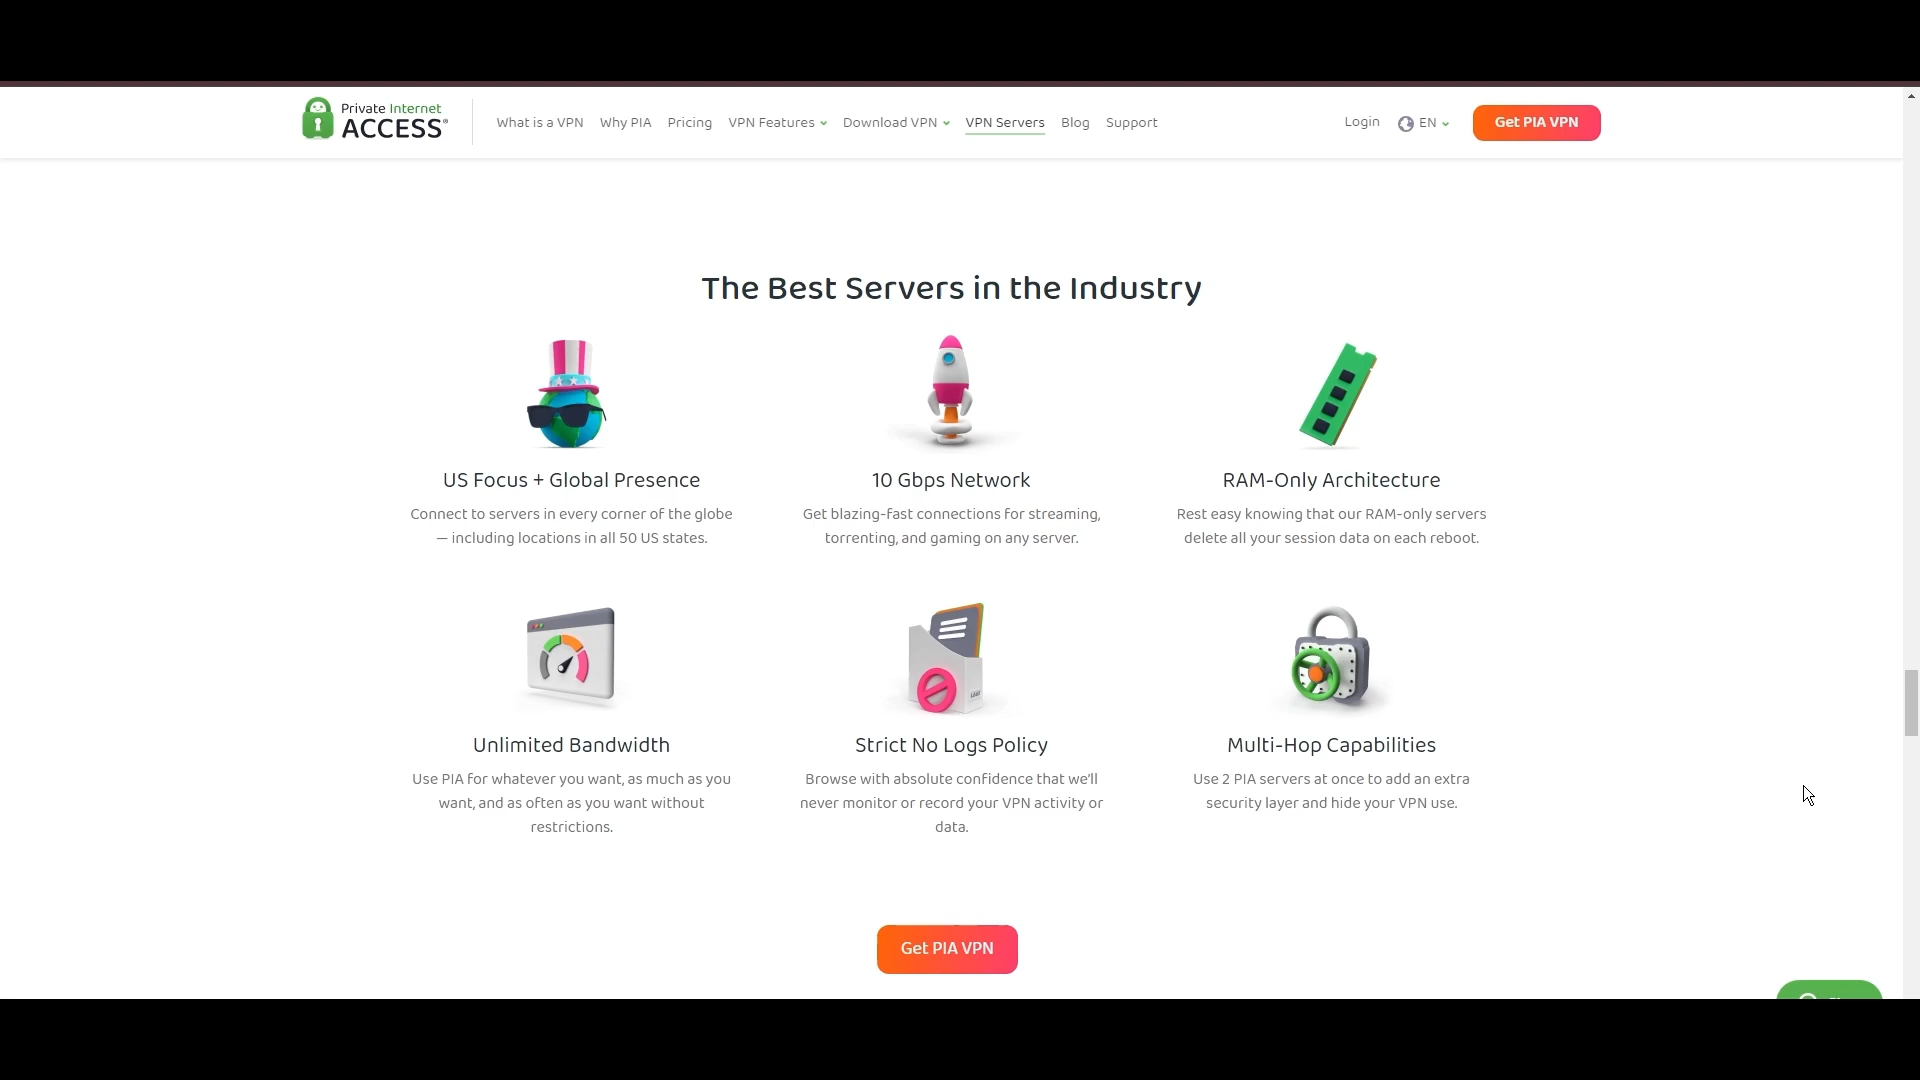 Private Internet
ACCESS®
What is a VPN
Why PIA
Pricing
VPN Features
Download VPN
VPN Servers
Blog
Support
Login
EN
Get PIA VPN
The Best Servers in the Industry
US Focus + Global Presence
Connect to servers in every corner of the globe
— including locations in all 50 US states.
10 Gbps Network
Get blazing-fast connections for streaming,
torrenting, and gaming on any server.
RAM-Only Architecture
Rest easy knowing that our RAM-only servers
delete all your session data on each reboot.
Unlimited Bandwidth
Use PIA for whatever you want, as much as you
want, and as often as you want without
restrictions.
Strict No Logs Policy
Browse with absolute confidence that we'll
never monitor or record your VPN activity or
data.
Multi-Hop Capabilities
Use 2 PIA servers at once to add an extra
security layer and hide your VPN use.
Get PIA VPN